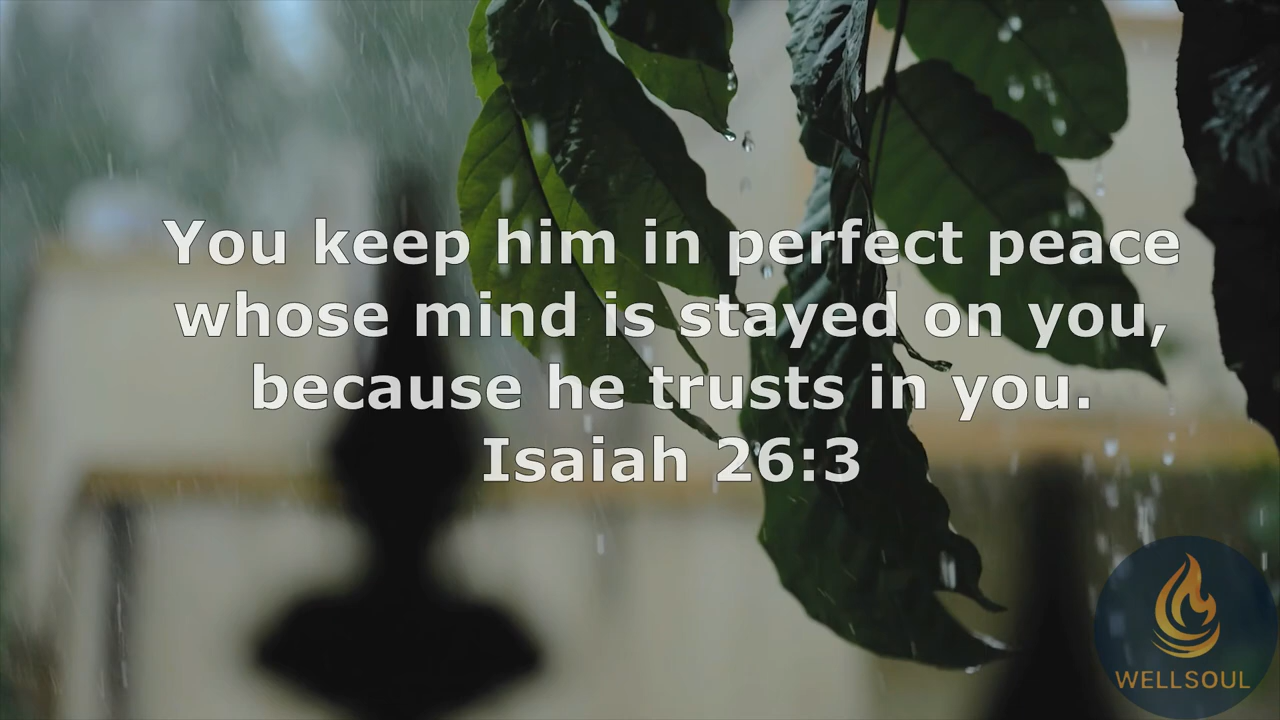 You keep him in perfect peace
whose mind is stayed on you,
because he trusts in you.
Isaiah 26:3
WELLSOUL